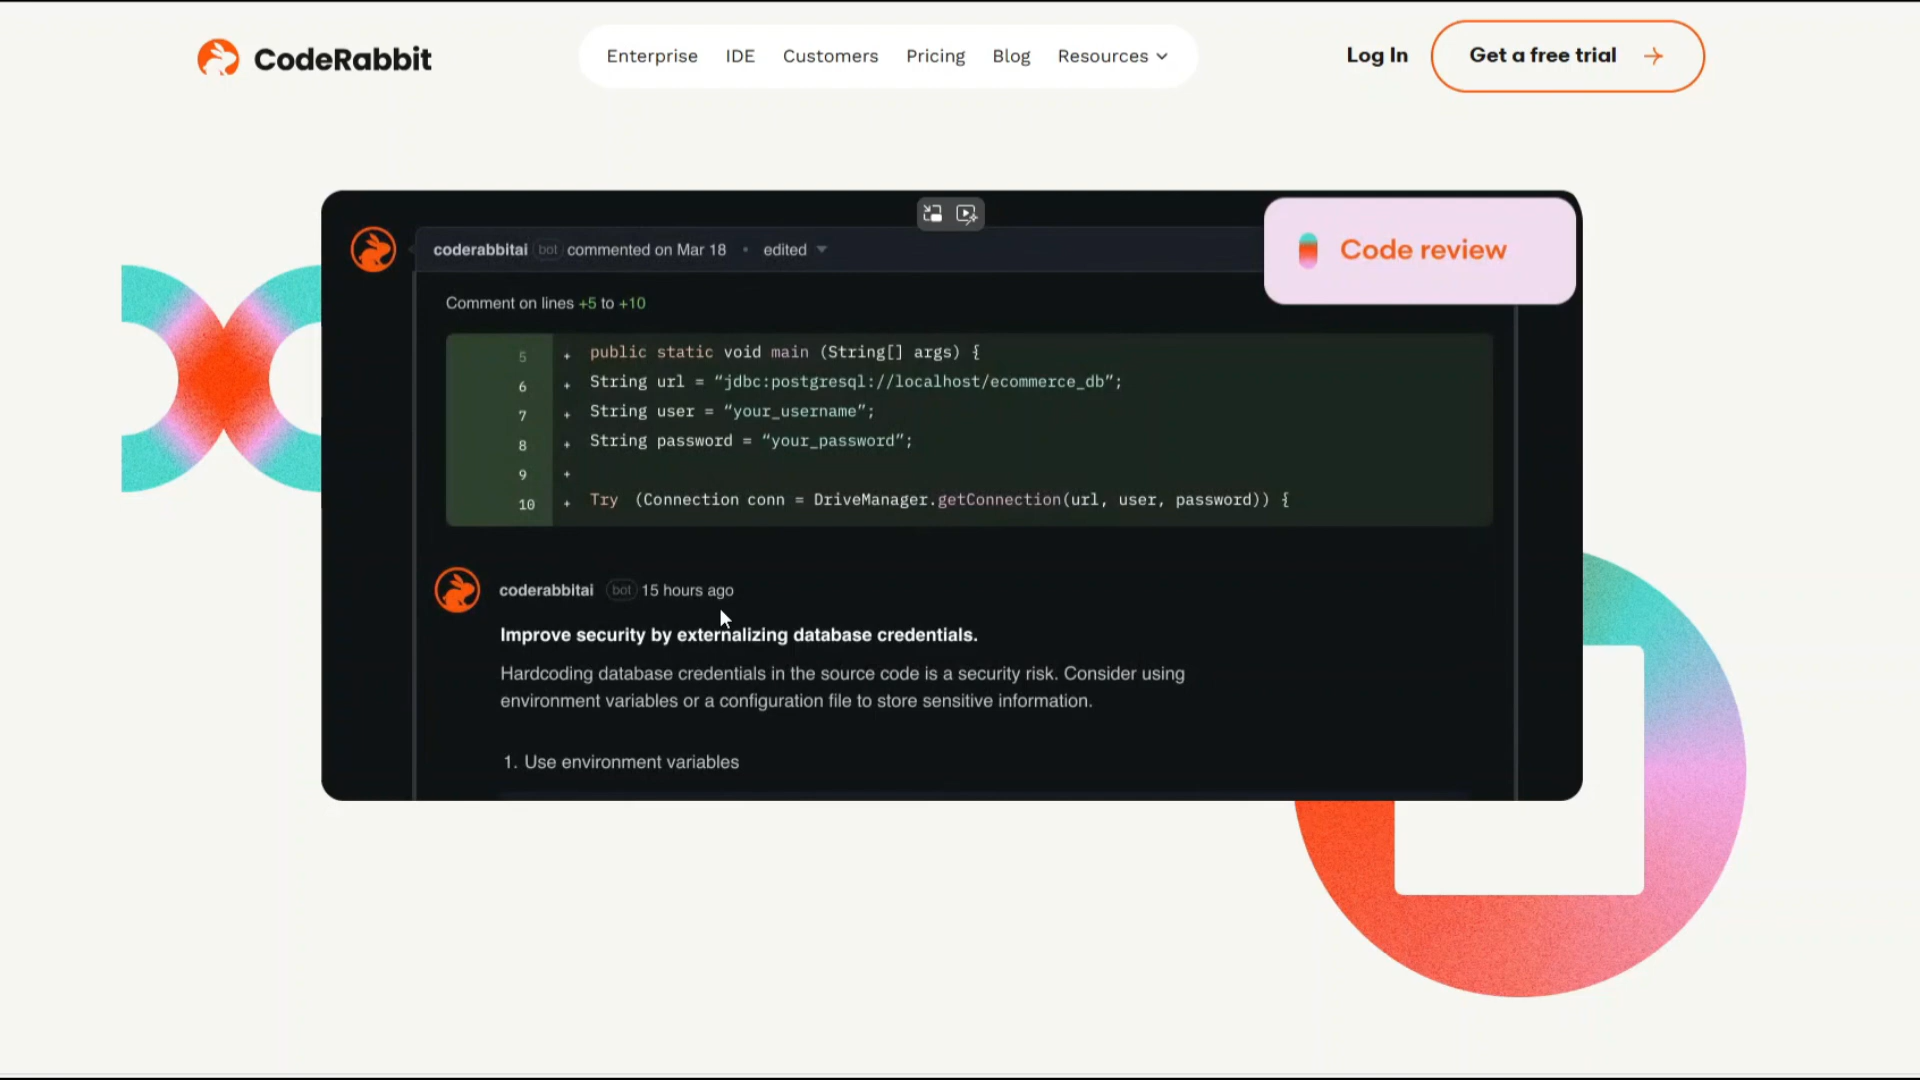 CodeRabbit
Enterprise IDE Customers Pricing Blog Resources
Log In
Get a free trial
coderabbitai bot commented on Mar 18 • edited
Code review
Comment on lines +5 to +10
5 + public static void main (String[] args) {
6 + String url = “jdbc:postgresql://localhost/ecommerce_db”;
7 + String user = “your_username”;
8 + String password = “your_password”;
9 +
10 + Try (Connection conn = DriveManager.getConnection(url, user, password)) {
coderabbitai bot 15 hours ago
Improve security by externalizing database credentials.
Hardcoding database credentials in the source code is a security risk. Consider using
environment variables or a configuration file to store sensitive information.
1. Use environment variables